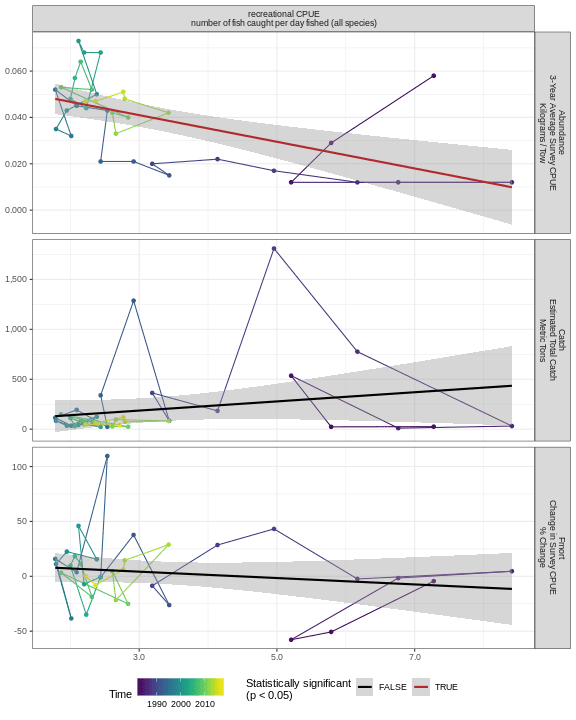 recreational CPUE
number of fish caught per day fished (all species)
0.060
0.040
0.020
0.000
Abundance
3-Year Average Survey CPUE
Kilograms / Tow
1,500
1,000
500
0
Catch
Estimated Total Catch
Metric Tons
100
50
0
-50
Fmort
Change in Survey CPUE
% Change
3.0 5.0 7.0
Time
1990 2000 2010
Statistically significant
(p < 0.05)
FALSE TRUE